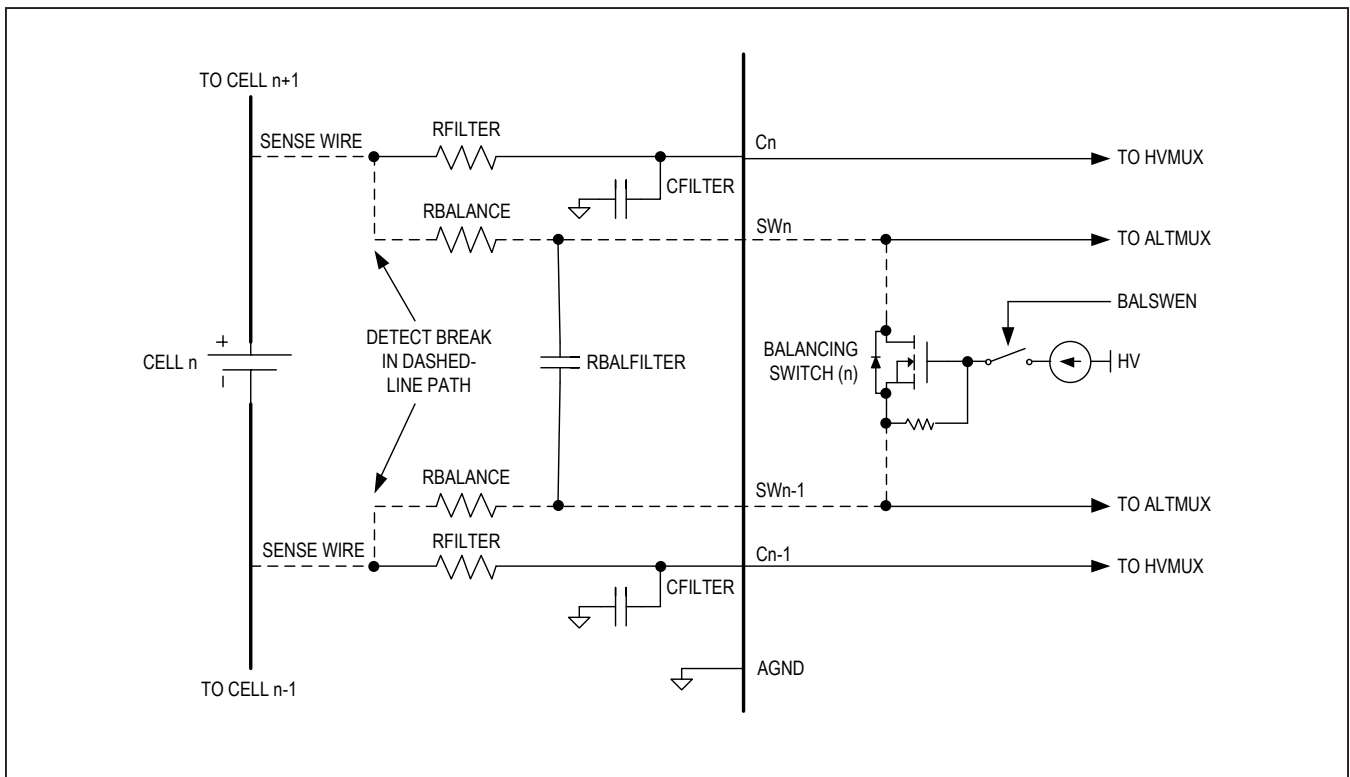 TO CELL n+1
SENSE WIRE
RFILTER
Cn
TO HVMUX
CFILTER
RBALANCE
SWn
TO ALTMUX
BALSWEN
DETECT BREAK
IN DASHED-
LINE PATH
CELL n
+
–
RBALFILTER
BALANCING
SWITCH (n)
HV
RBALANCE
SWn-1
TO ALTMUX
SENSE WIRE
RFILTER
Cn-1
TO HVMUX
CFILTER
AGND
TO CELL n-1